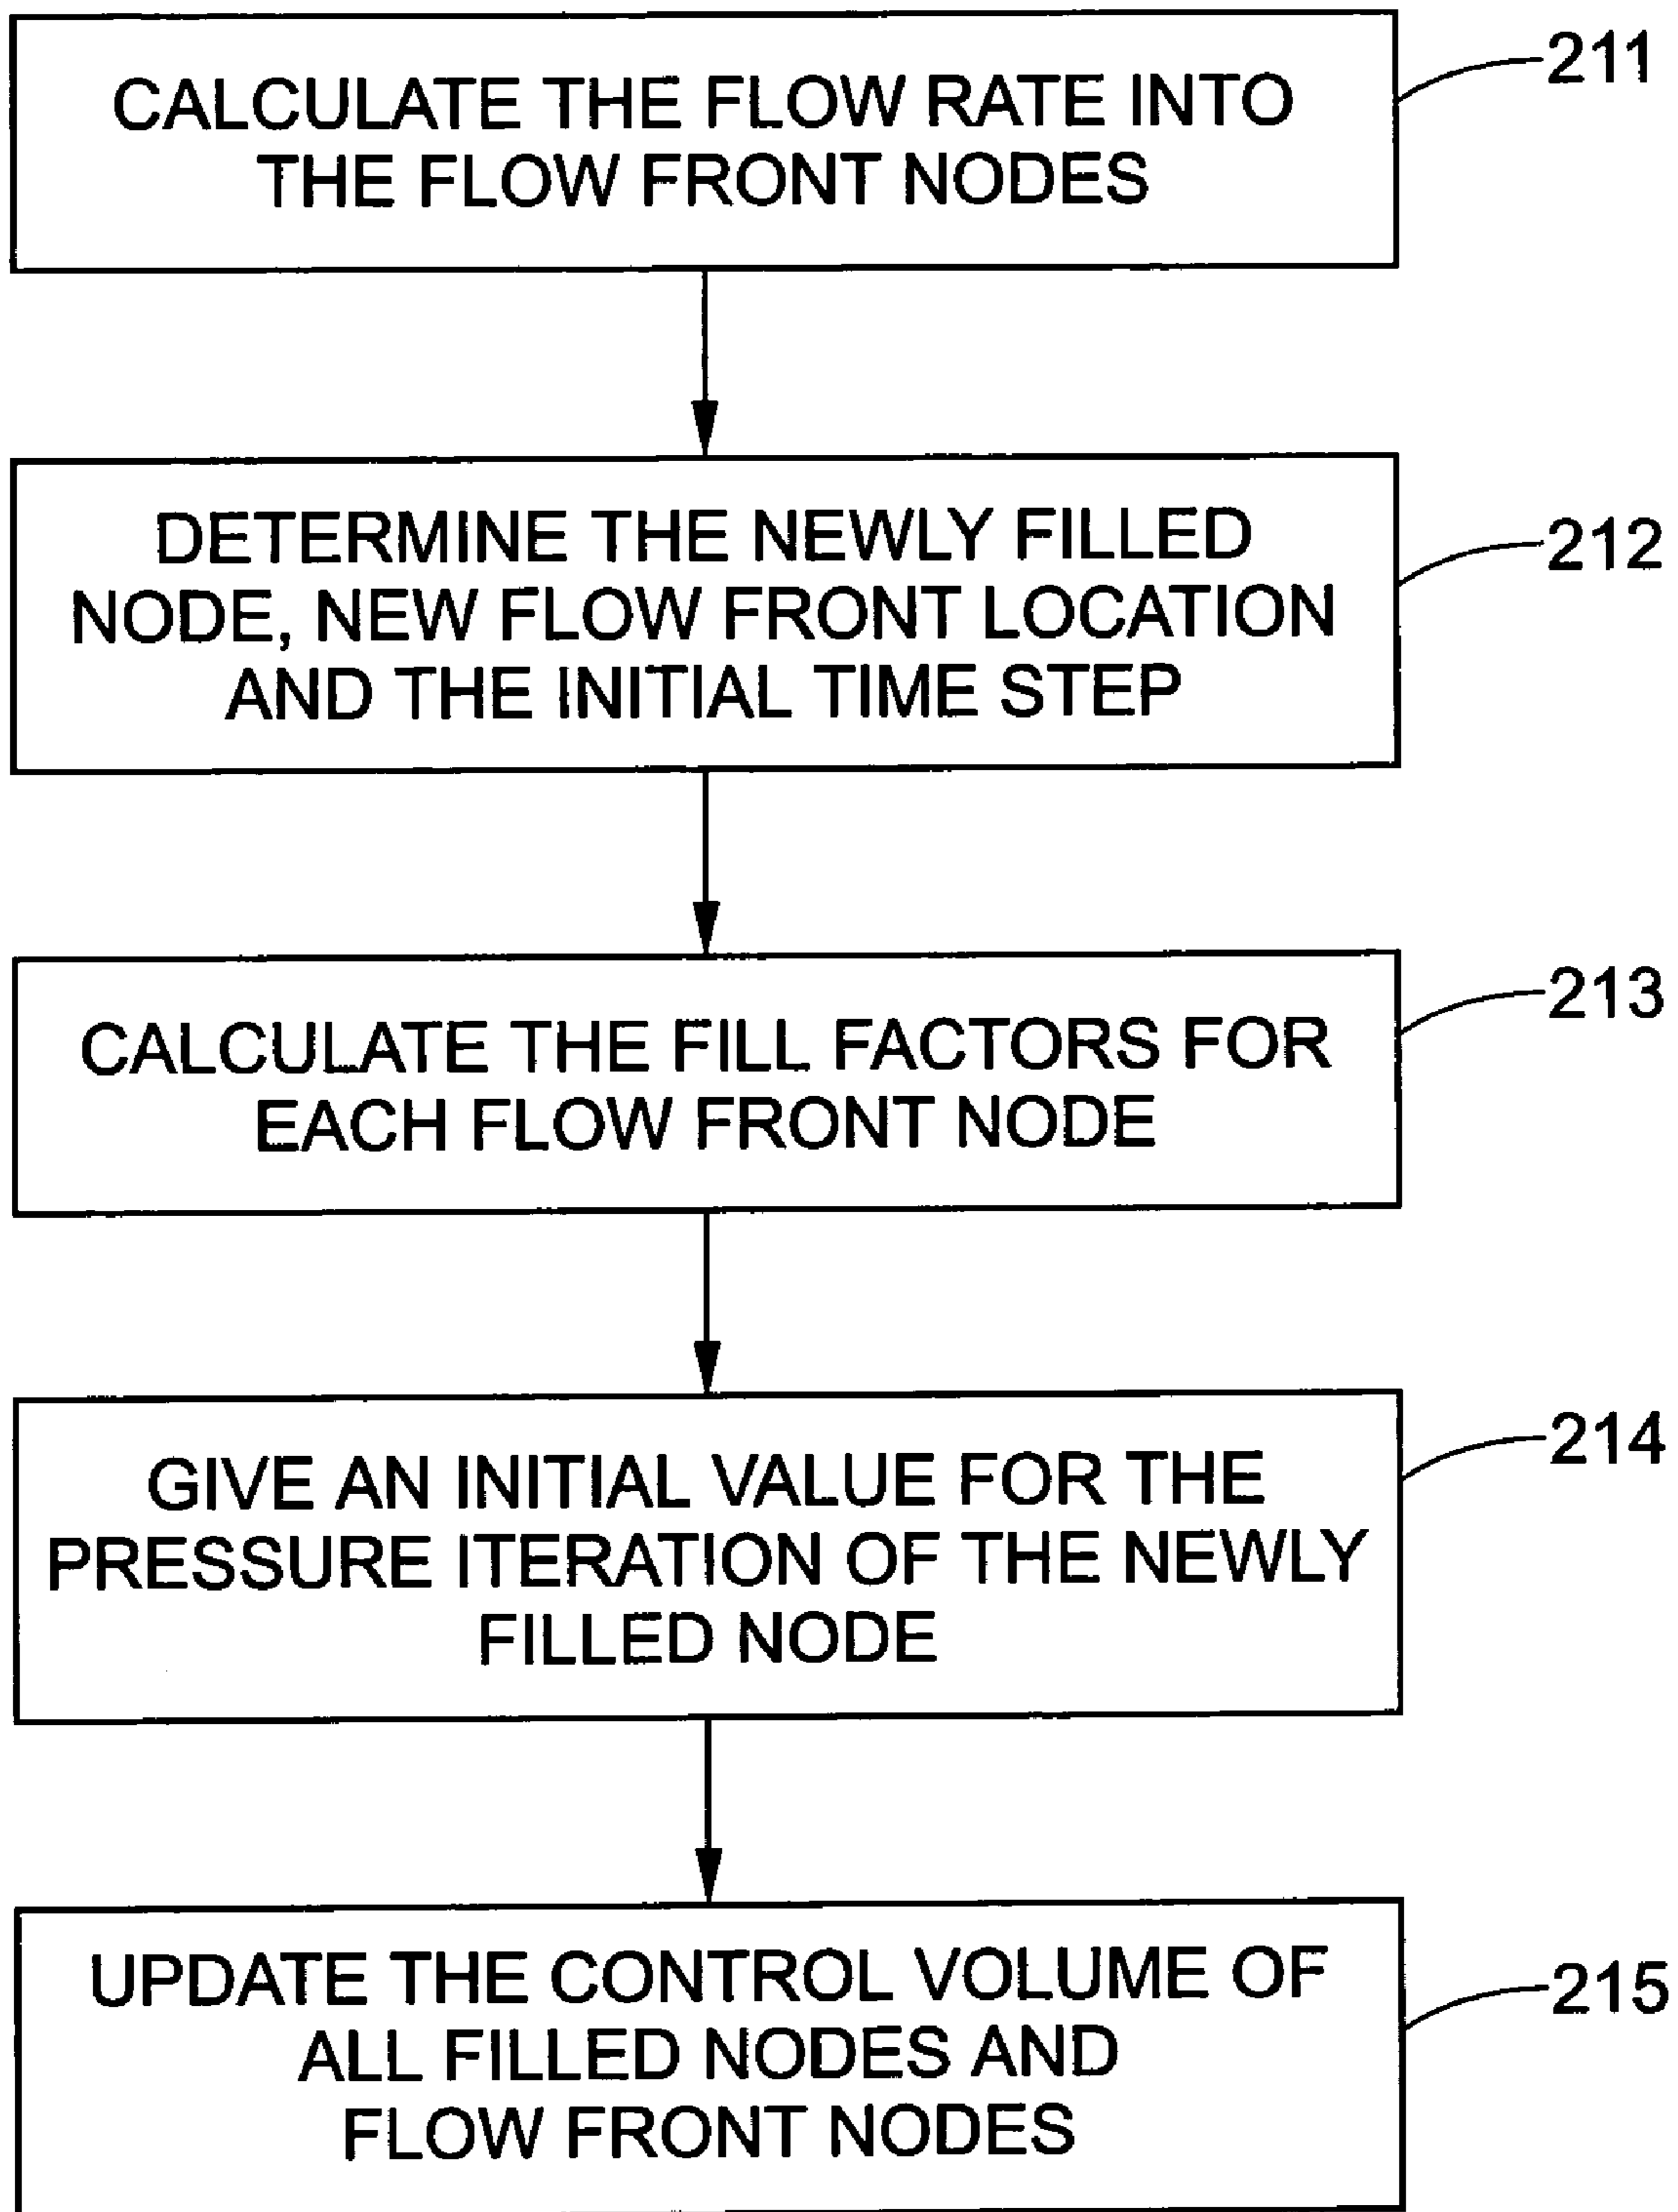 CALCULATE THE FLOW RATE INTO
THE FLOW FRONT NODES
211
DETERMINE THE NEWLY FILLED
NODE, NEW FLOW FRONT LOCATION
AND THE INITIAL TIME STEP
212
CALCULATE THE FILL FACTORS FOR
EACH FLOW FRONT NODE
213
GIVE AN INITIAL VALUE FOR THE
PRESSURE ITERATION OF THE NEWLY
FILLED NODE
214
UPDATE THE CONTROL VOLUME OF
ALL FILLED NODES AND
FLOW FRONT NODES
215